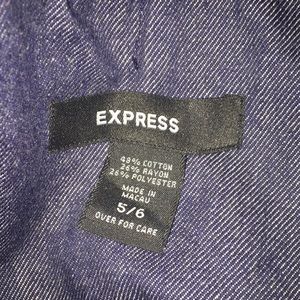 EXPRESS
48% COTTON
26% RAYON
26% POLYESTER
MADE IN
MACAU
5/6
OVER FOR CARE